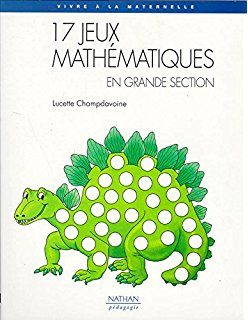 VIVRE À LA MATERNELLE
17 JEUX
MATHÉMATIQUES
EN GRANDE SECTION
Lucette Champdavoine
NATHAN
pédagogie